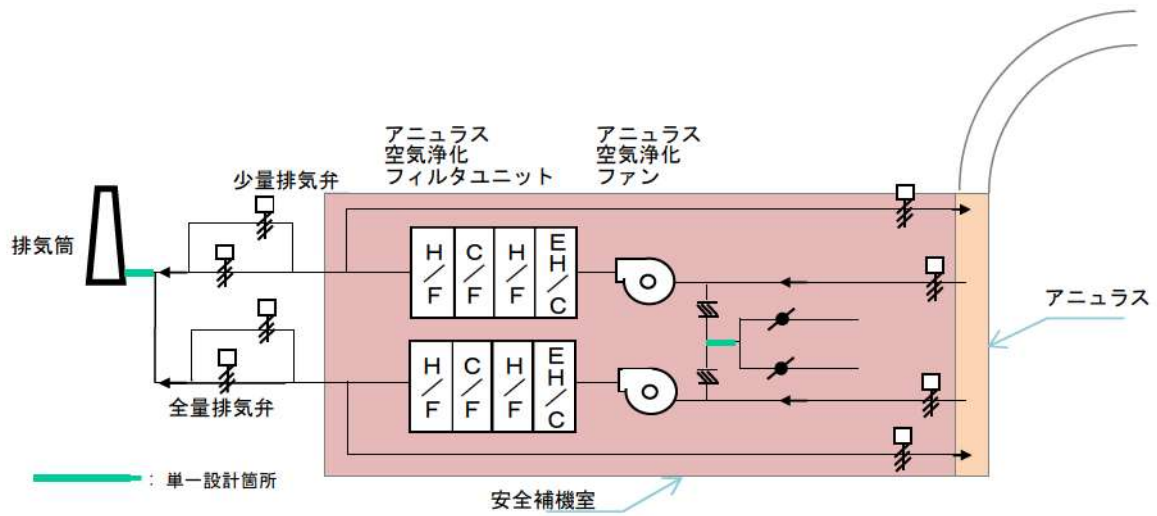 アニュラス
空気浄化
フィルタユニット
アニュラス
空気浄化
ファン
少量排気弁
排気筒
H/F
C/F
H/F
EH/C
アニュラス
H/F
C/F
H/F
EH/C
全量排気弁
：単一設計箇所
安全補機室